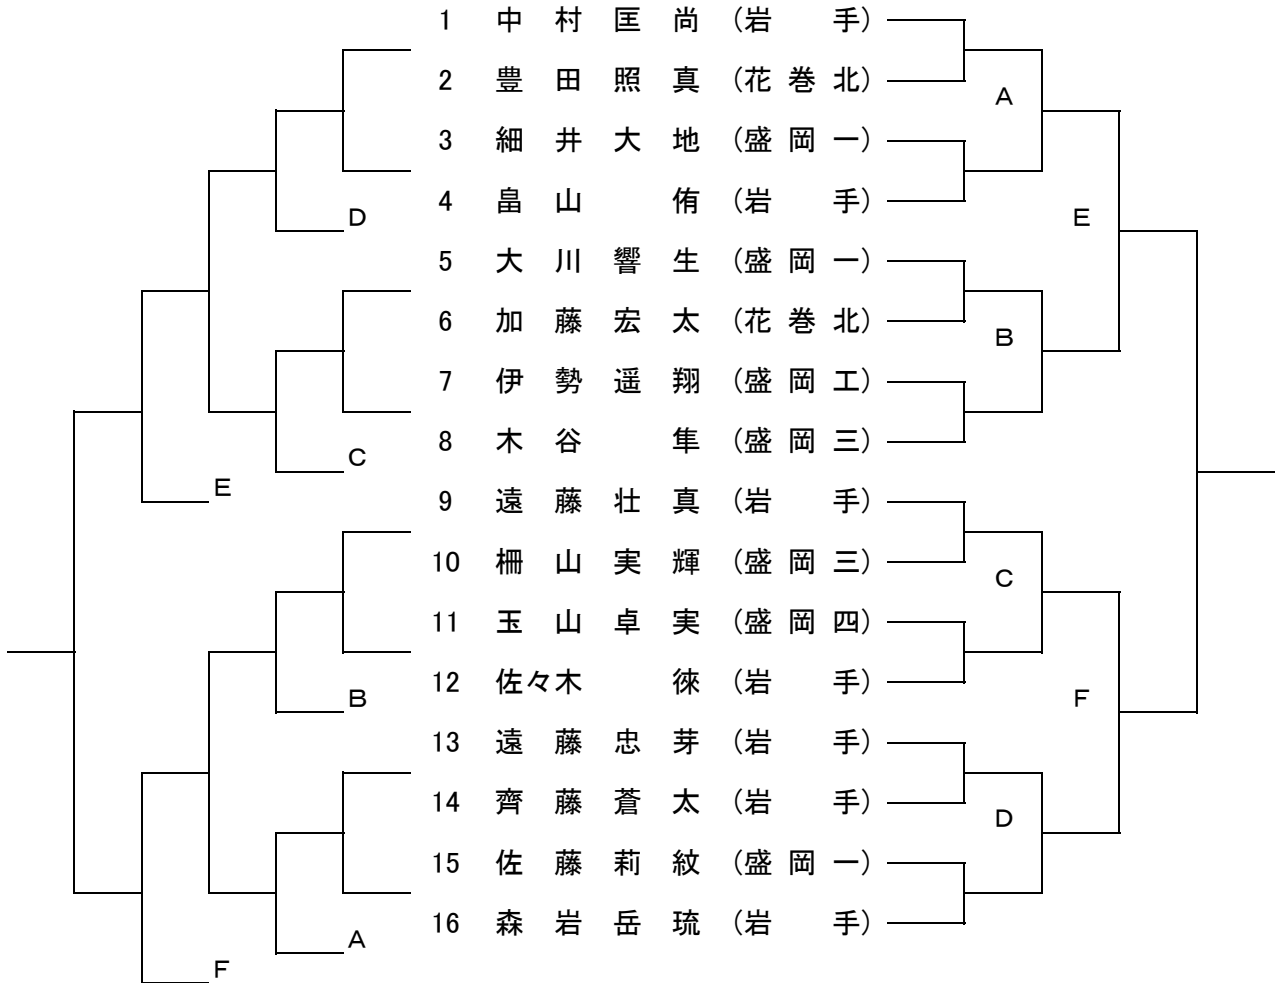 1 中村匡尚（岩手）
2 豊田照真（花巻北）
A
3 細井大地（盛岡一）
4 畠山侑（岩手）
D
E
5 大川響生（盛岡一）
6 加藤宏太（花巻北）
B
7 伊勢遥翔（盛岡工）
8 木谷隼（盛岡三）
C
E
9 遠藤壮真（岩手）
10 柵山実輝（盛岡三）
C
11 玉山卓実（盛岡四）
12 佐々木徠（岩手）
B
F
13 遠藤忠芽（岩手）
14 齊藤蒼太（岩手）
D
15 佐藤莉紋（盛岡一）
16 森岩岳琉（岩手）
A
F